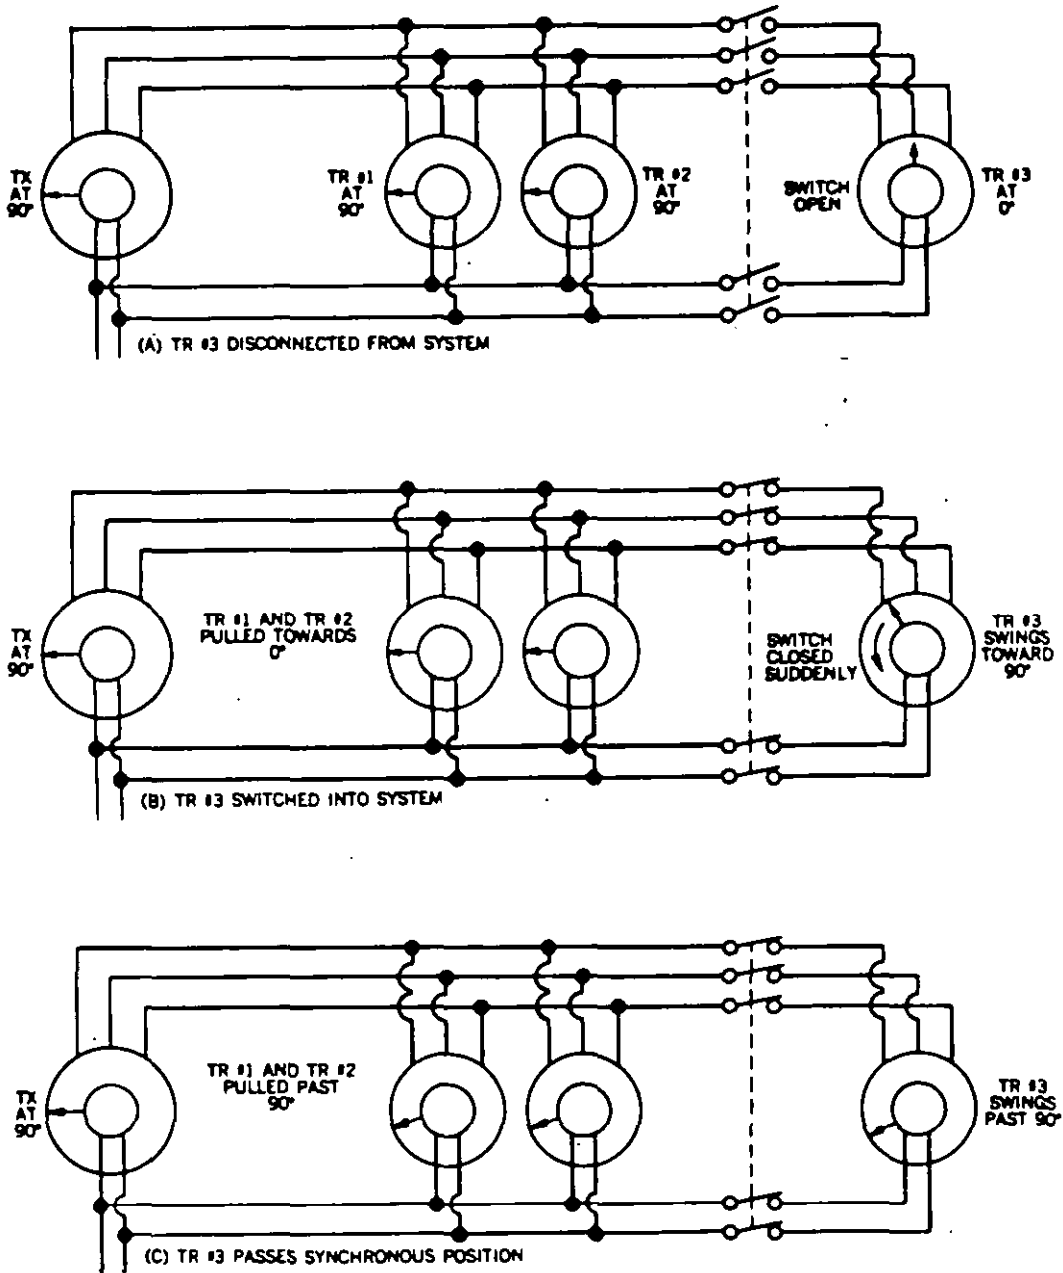 TX
AT
90°
TR #1
AT
90°
TR #2
AT
90°
SWITCH
OPEN
TR #3
AT
0°
(A) TR #3 DISCONNECTED FROM SYSTEM
TX
AT
90°
TR #1 AND TR #2
PULLED TOWARDS
0°
SWITCH
CLOSED
SUDDENLY
TR #3
SWINGS
TOWARD
90°
(B) TR #3 SWITCHED INTO SYSTEM
TX
AT
90°
TR #1 AND TR #2
PULLED PAST
90°
TR #3
SWINGS
PAST 90°
(C) TR #3 PASSES SYNCHRONOUS POSITION